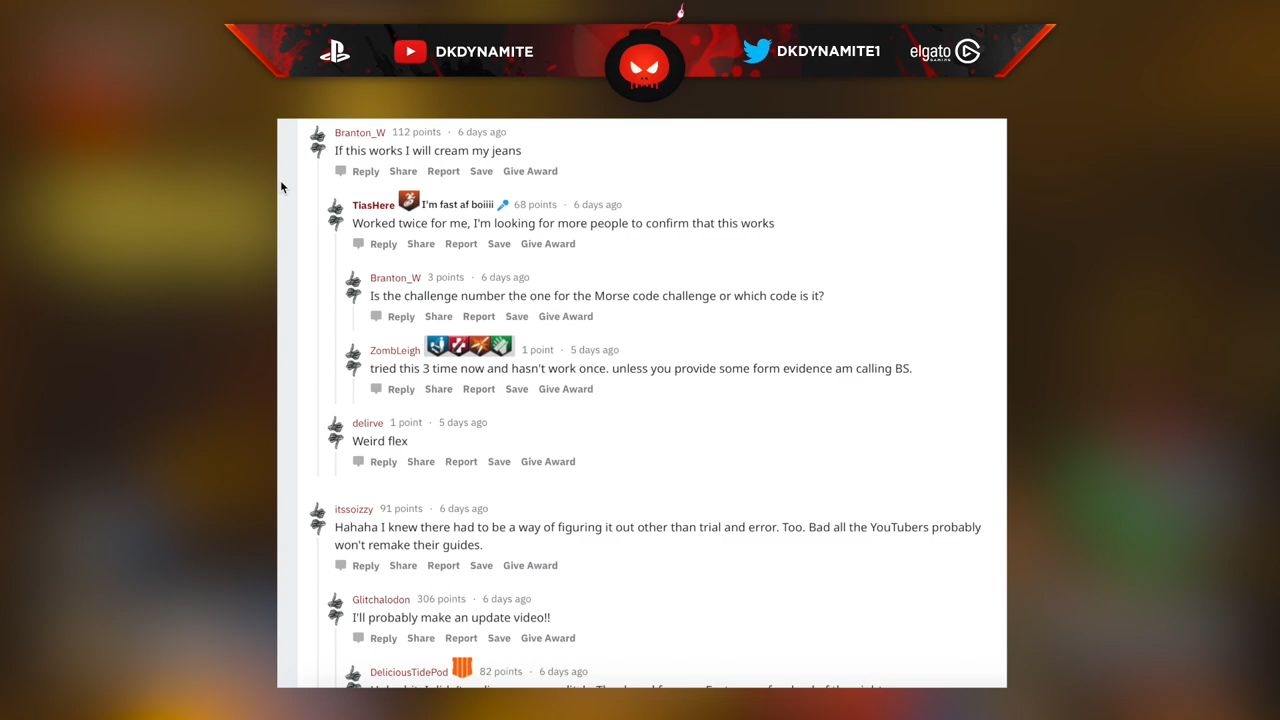 DKDYNAMITE
DKDYNAMITE1
elgato
GAMING
Branton_W 112 points · 6 days ago
If this works I will cream my jeans
Reply Share Report Save Give Award
TiasHere I'm fast af boiiii 68 points · 6 days ago
Worked twice for me, I'm looking for more people to confirm that this works
Reply Share Report Save Give Award
Branton_W 3 points · 6 days ago
Is the challenge number the one for the Morse code challenge or which code is it?
Reply Share Report Save Give Award
ZombLeigh 1 point · 5 days ago
tried this 3 time now and hasn't work once. unless you provide some form evidence am calling BS.
Reply Share Report Save Give Award
delirve 1 point · 5 days ago
Weird flex
Reply Share Report Save Give Award
itssoizzy 91 points · 6 days ago
Hahaha I knew there had to be a way of figuring it out other than trial and error. Too. Bad all the YouTubers probably
won't remake their guides.
Reply Share Report Save Give Award
Glitchalodon 306 points · 6 days ago
I'll probably make an update video!!
Reply Share Report Save Give Award
DeliciousTidePod 82 points · 6 days ago